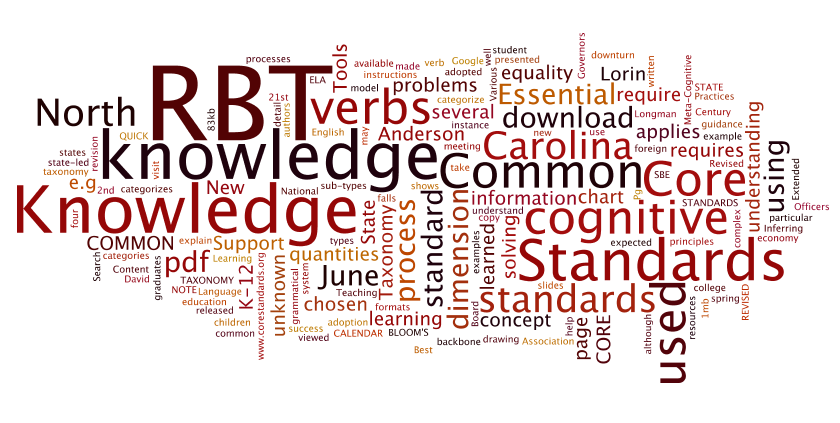 RBT
knowledge
Knowledge
Standards
Common
cognitive
Core
Carolina
verbs
North
used
standards
standard
process
dimension
download
Essential
using
pdf
June
Taxonomy
State
Tools
several
problems
equality
Lorin
require
Anderson
applies
requires
information
chart
understanding
learned
solving
concept
learning
chosen
quantities
Support
unknown
K-12
COMMON
New
e.g
page
CORE
processes
ELA
model
available
instructions
made
adopted
verb
categorize
Google
Various
well
student
presented
downturn
Governors
written
Meta-Cognitive
STATE
Practices
Longman
Century
guidance
example
use
new
foreign
SBE
Revised
STANDARDS
complex
Extended
Officers
particular
Inferring
economy
principles
expected
Pg
college
spring
1mb
REVISED
resources
although
slides
help
Association
drawing
Board
backbone
Best
BLOOM'S
CALENDAR
viewed
adoption
success
formats
Teaching
system
grammatical
types
www.corestandards.org
Learning
explain
Language
NOTE
TAXONOMY
education
released
children
common
graduates
David
Content
Search
categories
four
2nd
categorizes
visit
taxonomy
state-led
states
revision
QUICK
83kb
21st
detail
authors
English
may
instance
meeting
take
National
sub-types
falls
shows
copy
understand
examples